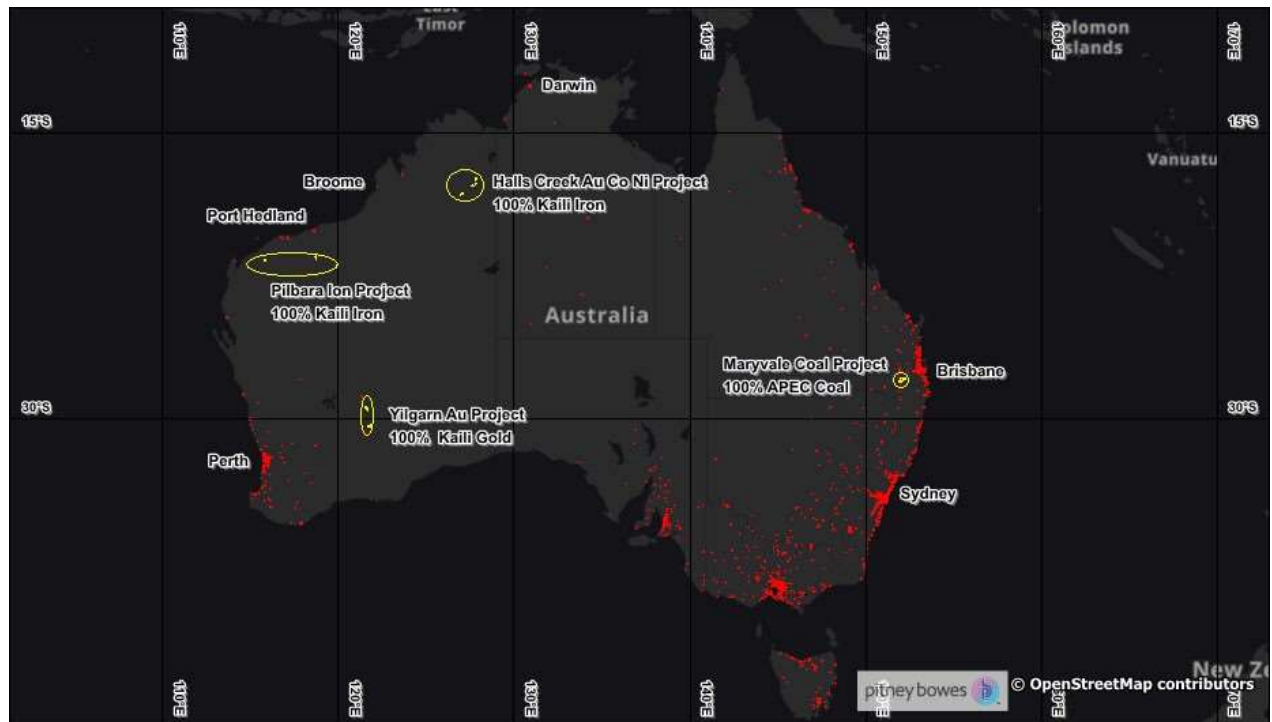 East
Timor
Solomon
Islands
110°E
120°E
130°E
140°E
150°E
160°E
170°E
Darwin
15°S
15°S
Vanuatu
Broome
Halls Creek Au Co Ni Project
100% Kaili Iron
Port Hedland
Pilbara Ion Project
100% Kaili Iron
Australia
Maryvale Coal Project
100% APEC Coal
Brisbane
30°S
30°S
Yilgarn Au Project
100% Kaili Gold
Perth
Sydney
110°E
120°E
130°E
140°E
150°E
160°E
170°E
New Ze
pitney bowes
© OpenStreetMap contributors